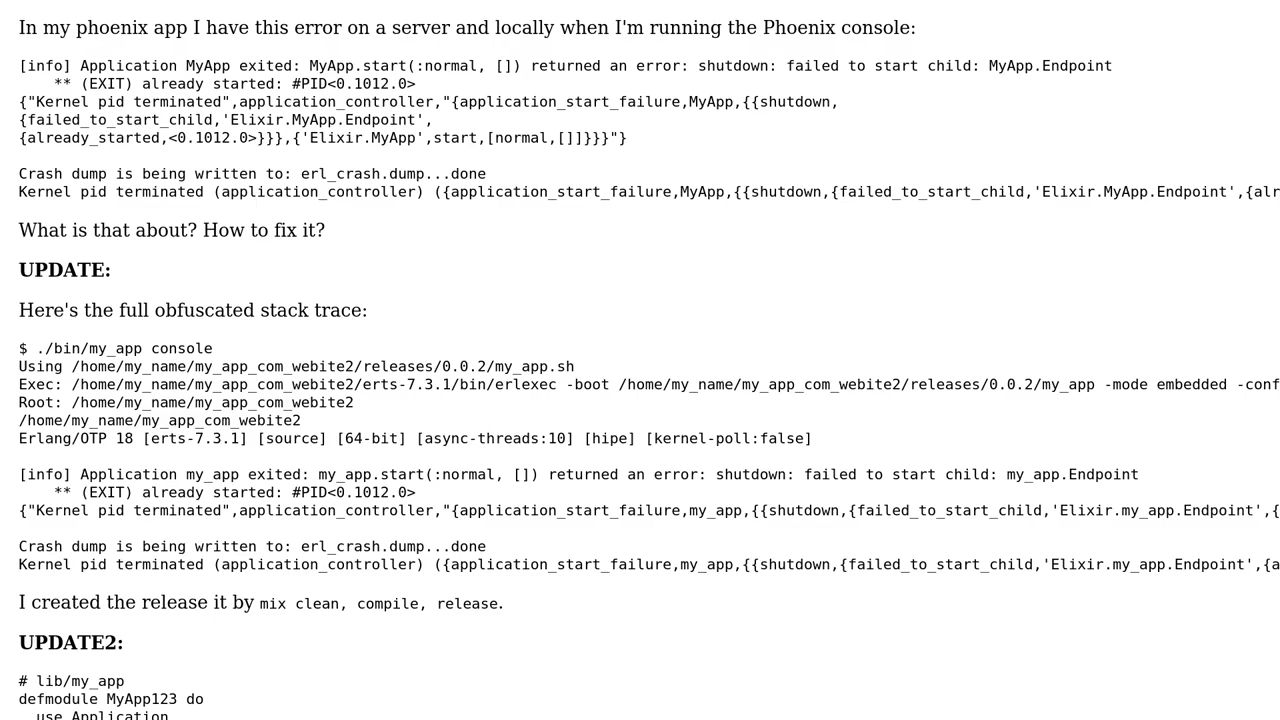 In my phoenix app I have this error on a server and locally when I'm running the Phoenix console:
[info] Application MyApp exited: MyApp.start(:normal, []) returned an error: shutdown: failed to start child: MyApp.Endpoint
    ** (EXIT) already started: #PID<0.1012.0>
{"Kernel pid terminated",application_controller,"{application_start_failure,MyApp,{{shutdown,
{failed_to_start_child,'Elixir.MyApp.Endpoint',
{already_started,<0.1012.0>}}},{'Elixir.MyApp',start,[normal,[]]}}}"}
Crash dump is being written to: erl_crash.dump...done
Kernel pid terminated (application_controller) ({application_start_failure,MyApp,{{shutdown,{failed_to_start_child,'Elixir.MyApp.Endpoint',{alr
What is that about? How to fix it?
UPDATE:
Here's the full obfuscated stack trace:
$ ./bin/my_app console
Using /home/my_name/my_app_com_webite2/releases/0.0.2/my_app.sh
Exec: /home/my_name/my_app_com_webite2/erts-7.3.1/bin/erlexec -boot /home/my_name/my_app_com_webite2/releases/0.0.2/my_app -mode embedded -conf
Root: /home/my_name/my_app_com_webite2
/home/my_name/my_app_com_webite2
Erlang/OTP 18 [erts-7.3.1] [source] [64-bit] [async-threads:10] [hipe] [kernel-poll:false]
[info] Application my_app exited: my_app.start(:normal, []) returned an error: shutdown: failed to start child: my_app.Endpoint
    ** (EXIT) already started: #PID<0.1012.0>
{"Kernel pid terminated",application_controller,"{application_start_failure,my_app,{{shutdown,{failed_to_start_child,'Elixir.my_app.Endpoint',{
Crash dump is being written to: erl_crash.dump...done
Kernel pid terminated (application_controller) ({application_start_failure,my_app,{{shutdown,{failed_to_start_child,'Elixir.my_app.Endpoint',{a
I created the release it by mix clean, compile, release.
UPDATE2:
# lib/my_app
defmodule MyApp123 do
  use Application